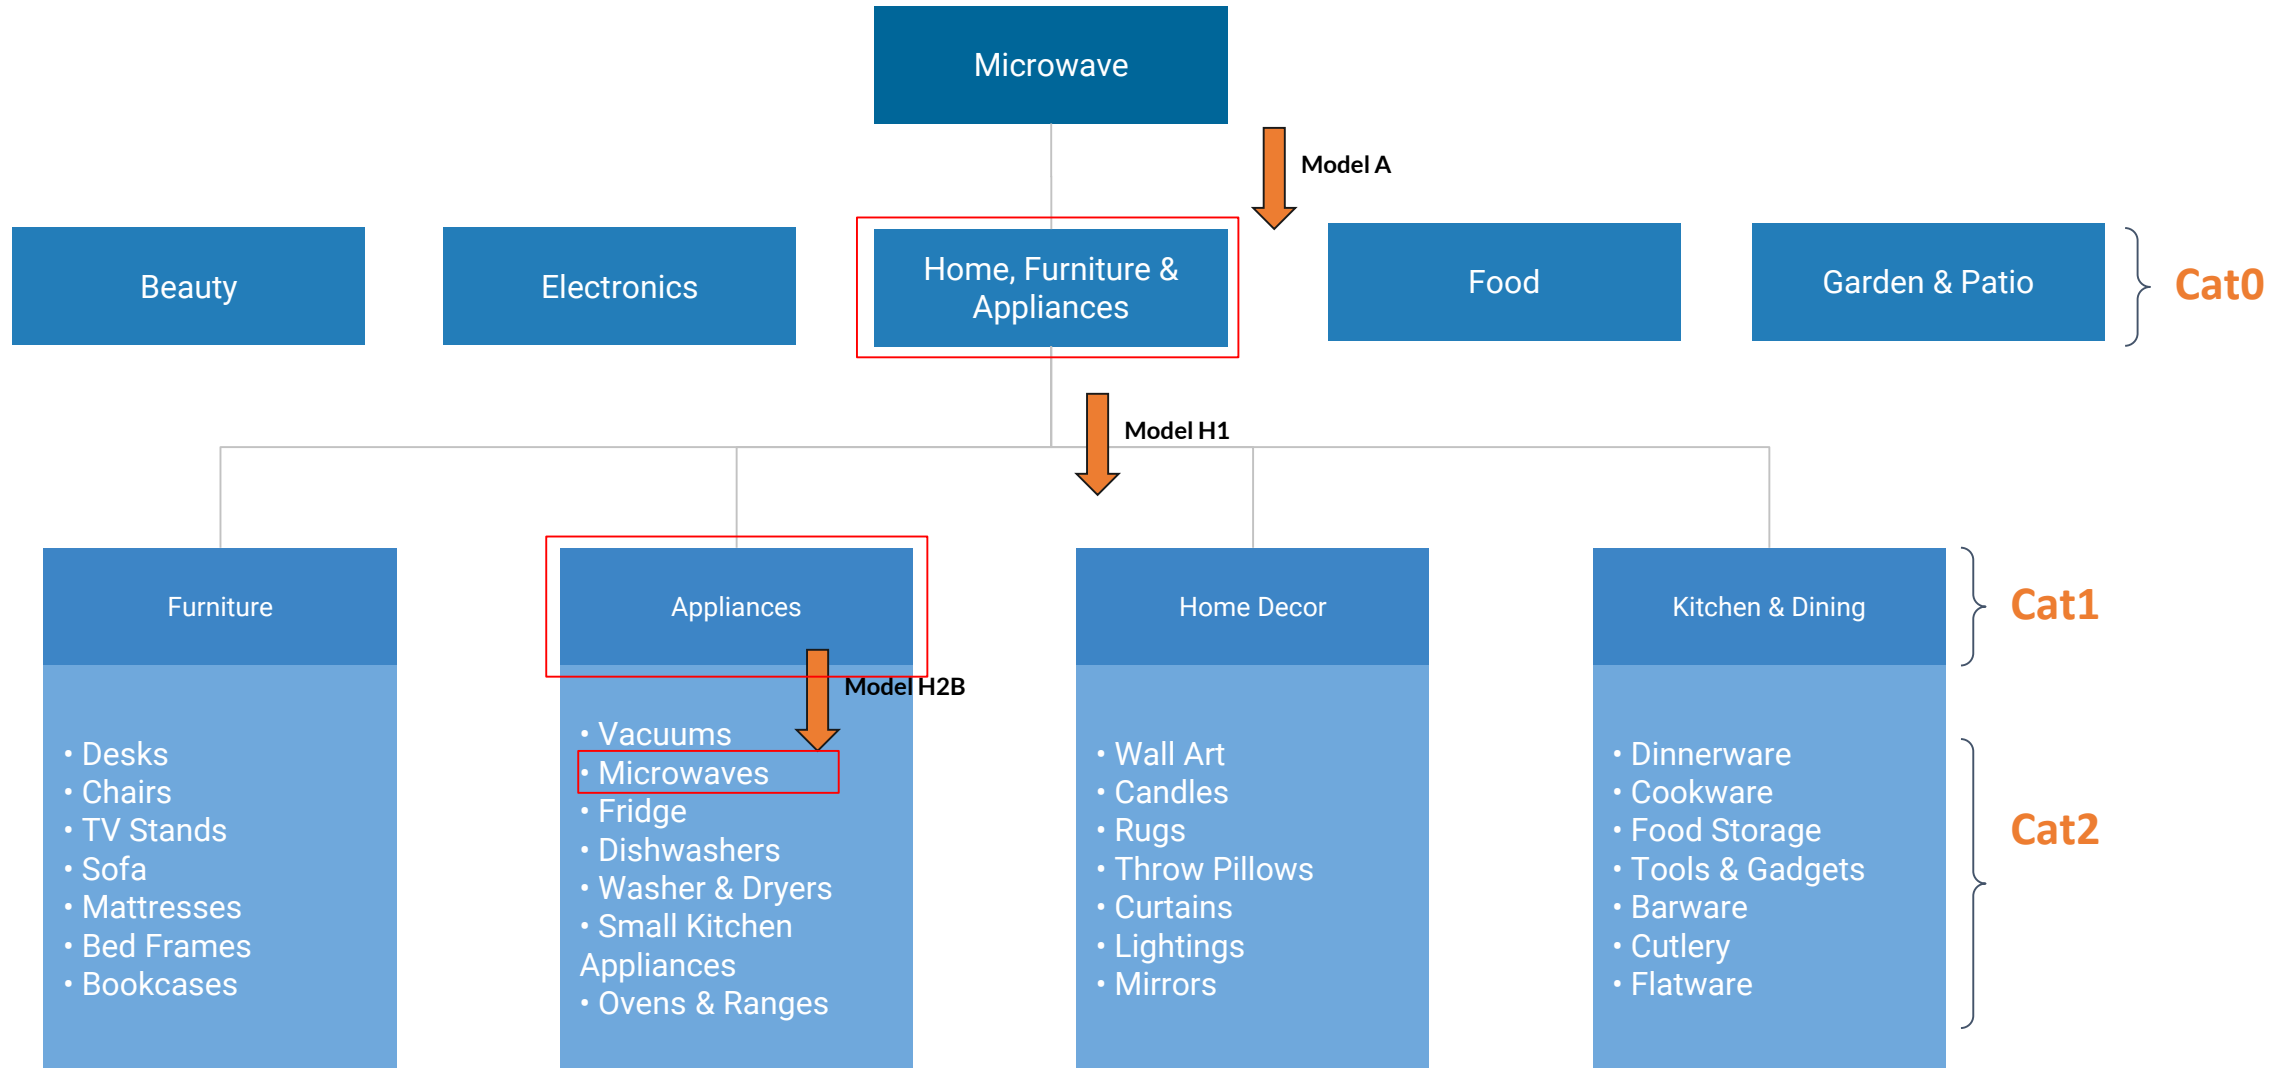 Microwave
Model A
Beauty
Electronics
Home, Furniture &
Appliances
Food
Garden & Patio
Cat0
Model H1
Furniture
Appliances
Home Decor
Kitchen & Dining
Cat1
Model H2B
• Desks
• Chairs
• TV Stands
• Sofa
• Mattresses
• Bed Frames
• Bookcases
• Vacuums
• Microwaves
• Fridge
• Dishwashers
• Washer & Dryers
• Small Kitchen
Appliances
• Ovens & Ranges
• Wall Art
• Candles
• Rugs
• Throw Pillows
• Curtains
• Lightings
• Mirrors
• Dinnerware
• Cookware
• Food Storage
• Tools & Gadgets
• Barware
• Cutlery
• Flatware
Cat2